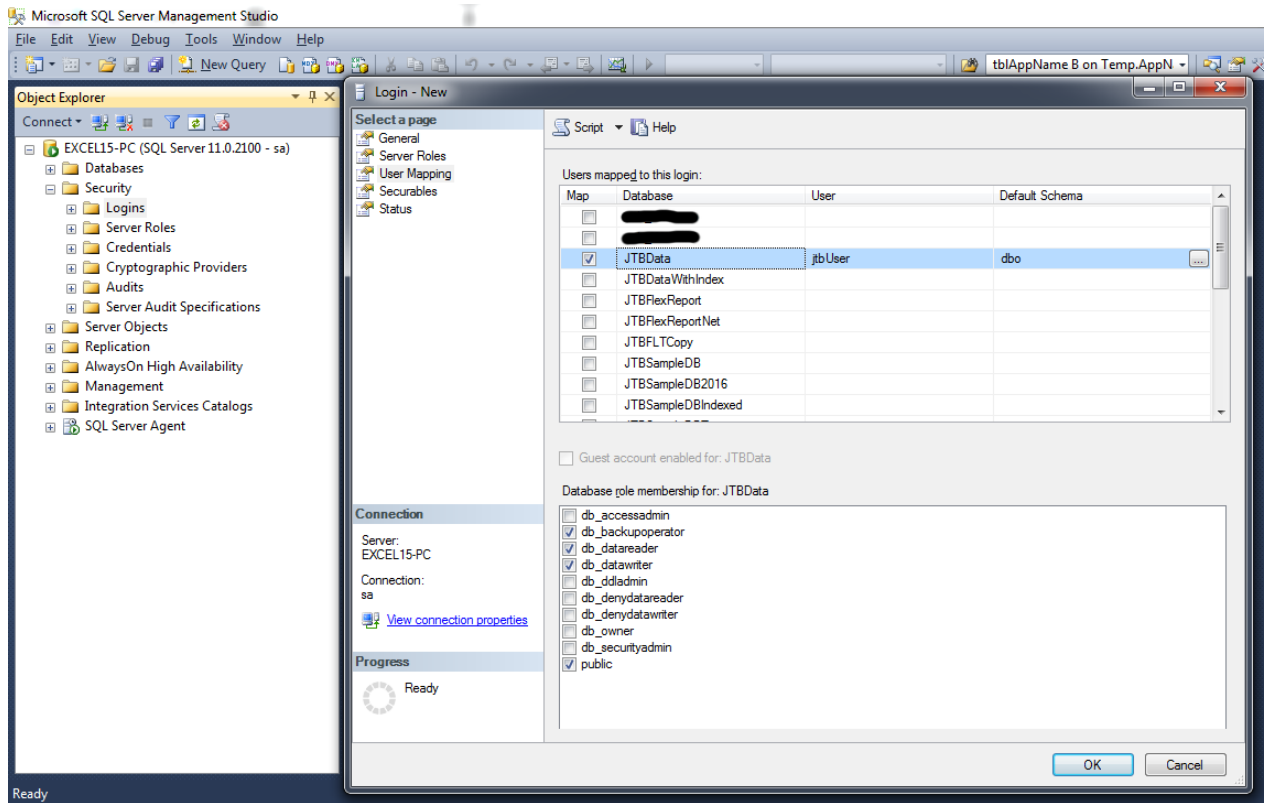 Microsoft SQL Server Management Studio
File Edit View Debug Tools Window Help
New Query tblAppName B on Temp.AppN
Object Explorer
Connect
EXCEL15-PC (SQL Server 11.0.2100 - sa)
Databases
Security
Logins
Server Roles
Credentials
Cryptographic Providers
Audits
Server Audit Specifications
Server Objects
Replication
AlwaysOn High Availability
Management
Integration Services Catalogs
SQL Server Agent
Login - New
Select a page
General
Server Roles
User Mapping
Securables
Status
Connection
Server:
EXCEL15-PC
Connection:
sa
View connection properties
Progress
Ready
Script Help
Users mapped to this login:
Map Database User Default Schema
JTBData jtbUser dbo ...
JTBDataWithIndex
JTBFlexReport
JTBFlexReportNet
JTBFLTCopy
JTBSampleDB
JTBSampleDB2016
JTBSampleDBIndexed
Guest account enabled for: JTBData
Database role membership for: JTBData
db_accessadmin
db_backupoperator
db_datareader
db_datawriter
db_ddladmin
db_denydatareader
db_denydatawriter
db_owner
db_securityadmin
public
OK Cancel
Ready